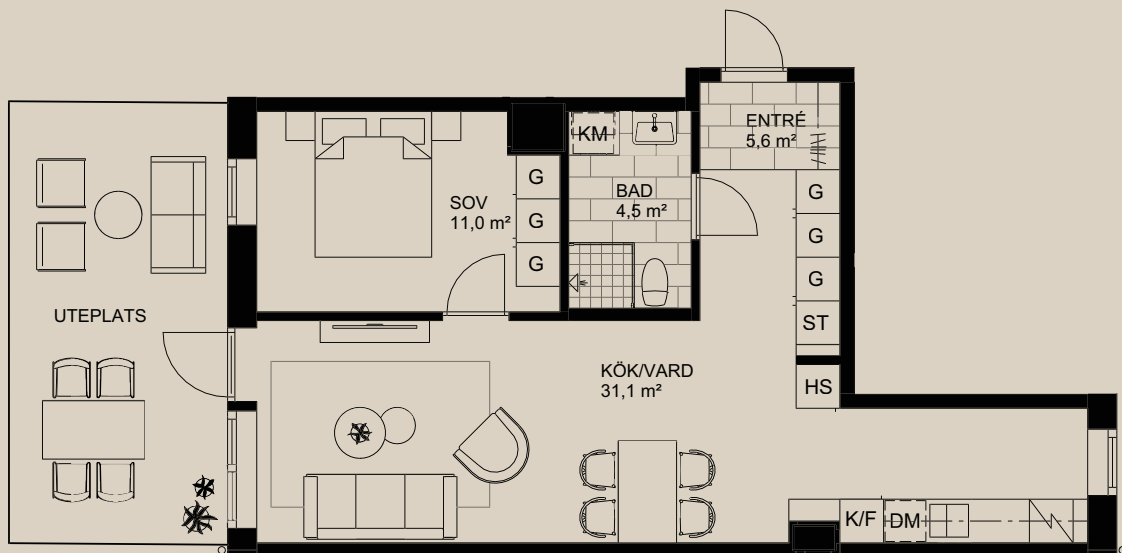 ENTRÉ
5,6 m²
KM
BAD
4,5 m²
SOV
11,0 m²
G
G
G
G
G
G
ST
UTEPLATS
KÖK/VARD
31,1 m²
HS
K/F
DM